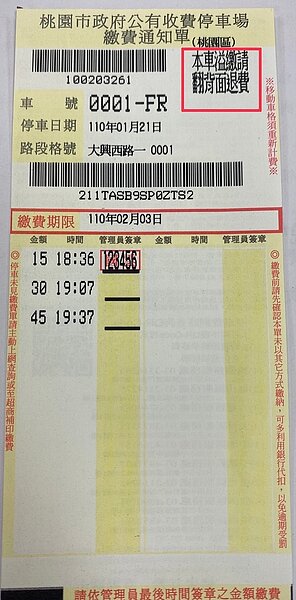 桃園市政府公有收費停車場
繳費通知單(桃園區)
100203261
本車溢繳請
翻背面退費
車號 0001-FR
停車日期 110年01月21日
路段格號 大興西路一 0001
※移動車格須重新計費※
211TASB9SP0ZTS2
繳費期限 110年02月03日
金額 時間 管理員簽章 金額 時間 管理員簽章
15 18:36 123456
30 19:07
45 19:37
◎停車未見繳費單請主動上網查詢或至超商補印繳費
◎繳費前請先確認本單未以其它方式繳納，可多利用銀行代扣，以免逾期受罰
請依管理員最後時間簽章之金額繳費